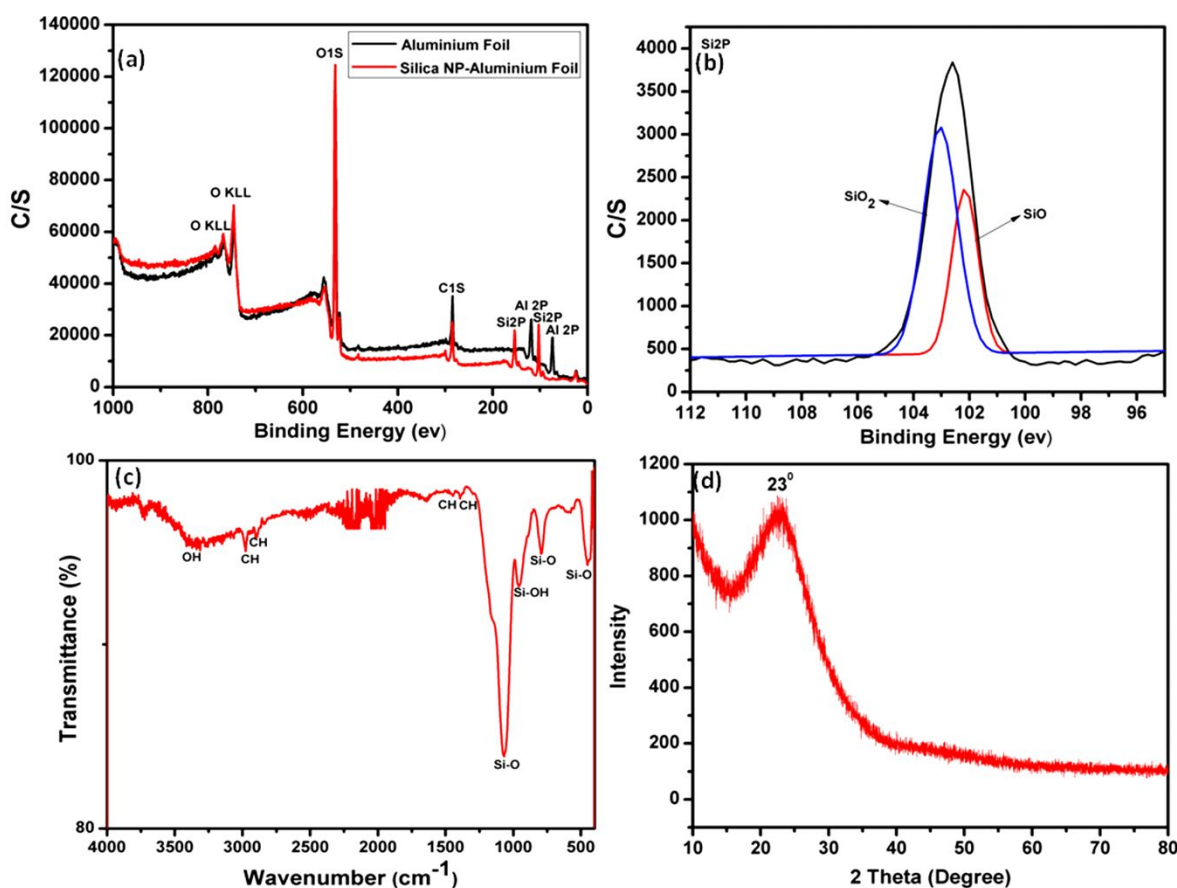 (a)
140000
120000
100000
80000
60000
40000
20000
0
C/S
1000 800 600 400 200 0
Binding Energy (ev)
Aluminium Foil
Silica NP-Aluminium Foil
O KLL
O KLL
O1S
C1S
Si2P
Al 2P
Si2P
Al 2P
Si2P
(b)
4000
3500
3000
2500
2000
1500
1000
500
0
C/S
112 110 108 106 104 102 100 98 96
Binding Energy (ev)
SiO2
SiO
(c)
100
80
Transmittance (%)
4000 3500 3000 2500 2000 1500 1000 500
Wavenumber (cm-1)
OH
CH
CH
CH CH
Si-O
Si-OH
Si-O
Si-O
(d)
1200
1000
800
600
400
200
0
Intensity
10 20 30 40 50 60 70 80
2 Theta (Degree)
23⁰